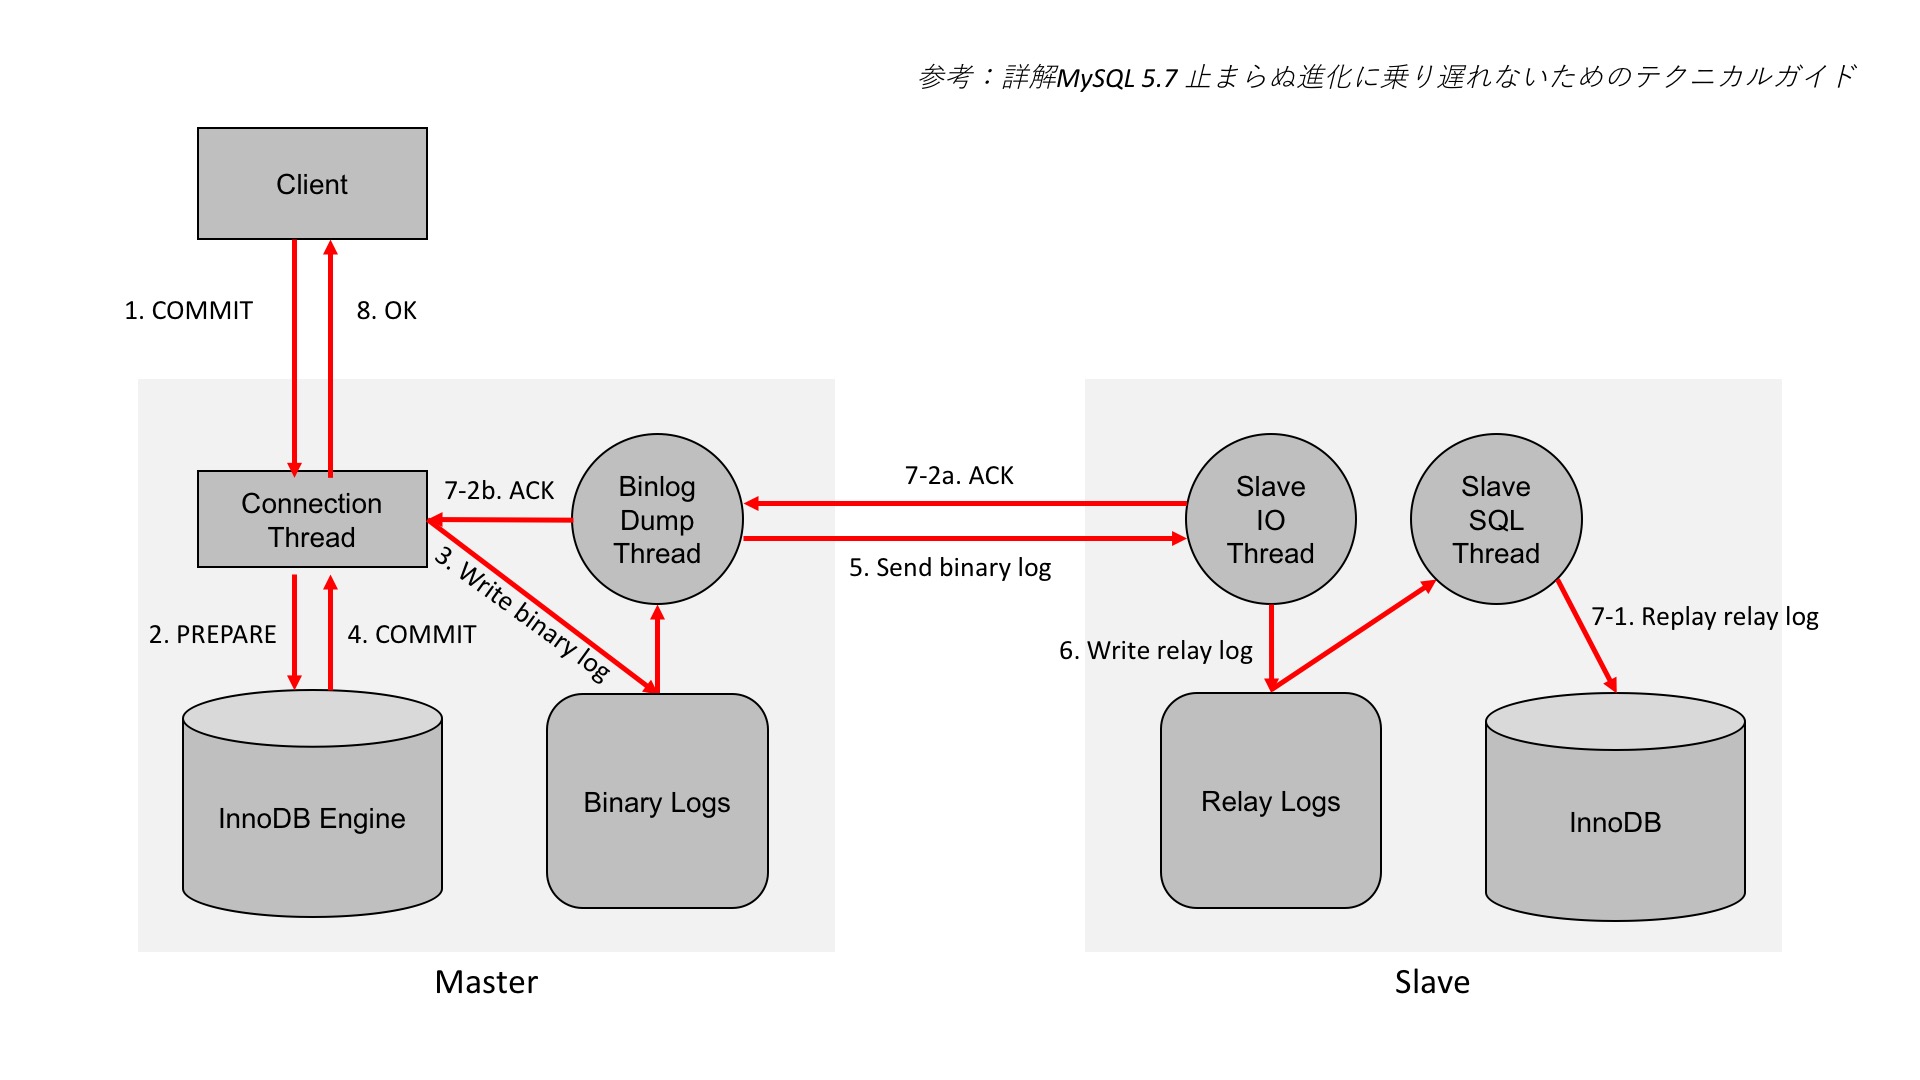 参考：詳解MySQL 5.7 止まらぬ進化に乗り遅れないためのテクニカルガイド
Client
1. COMMIT
8. OK
Connection
Thread
7-2b. ACK
Binlog
Dump
Thread
7-2a. ACK
5. Send binary log
Slave
IO
Thread
Slave
SQL
Thread
2. PREPARE
4. COMMIT
3. Write binary log
6. Write relay log
7-1. Replay relay log
InnoDB Engine
Binary Logs
Relay Logs
InnoDB
Master
Slave